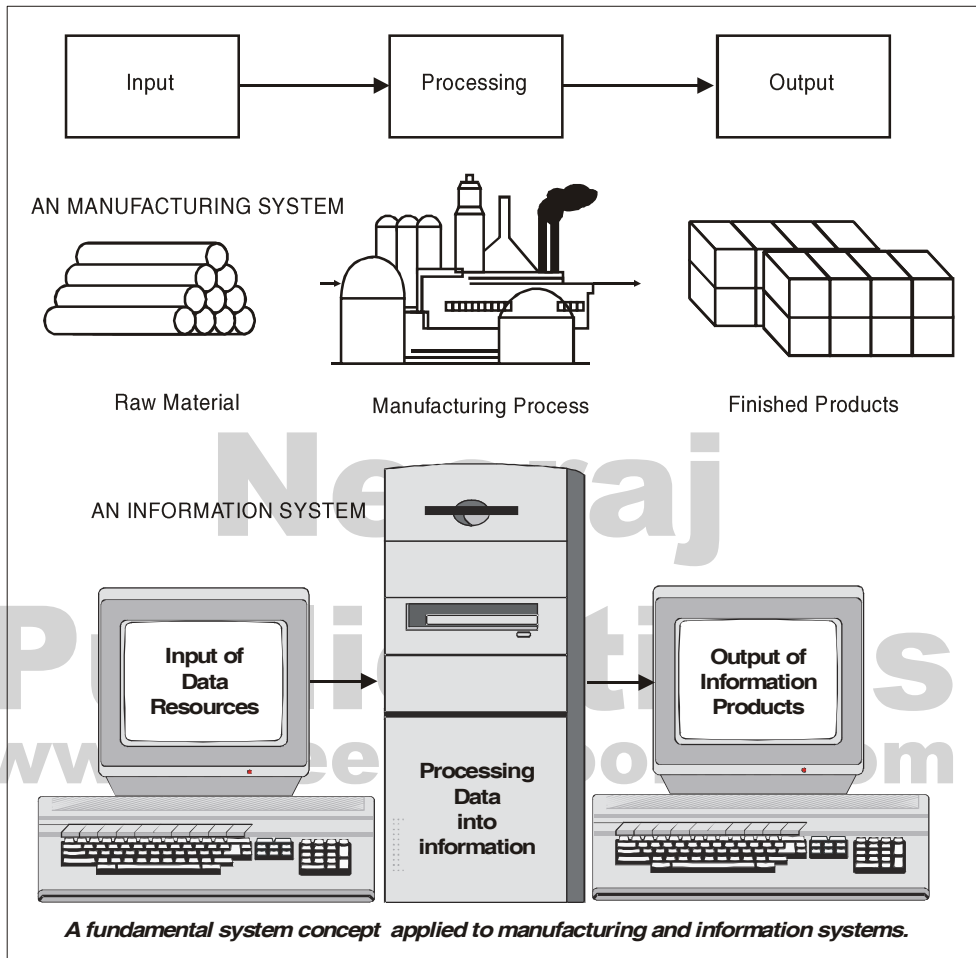 Input
Processing
Output
AN MANUFACTURING SYSTEM
Raw Material
Manufacturing Process
Finished Products
Neeraj
AN INFORMATION SYSTEM
Input of
Data
Resources
Output of
Information
Products
Processing
Data
into
information
A fundamental system concept applied to manufacturing and information systems.